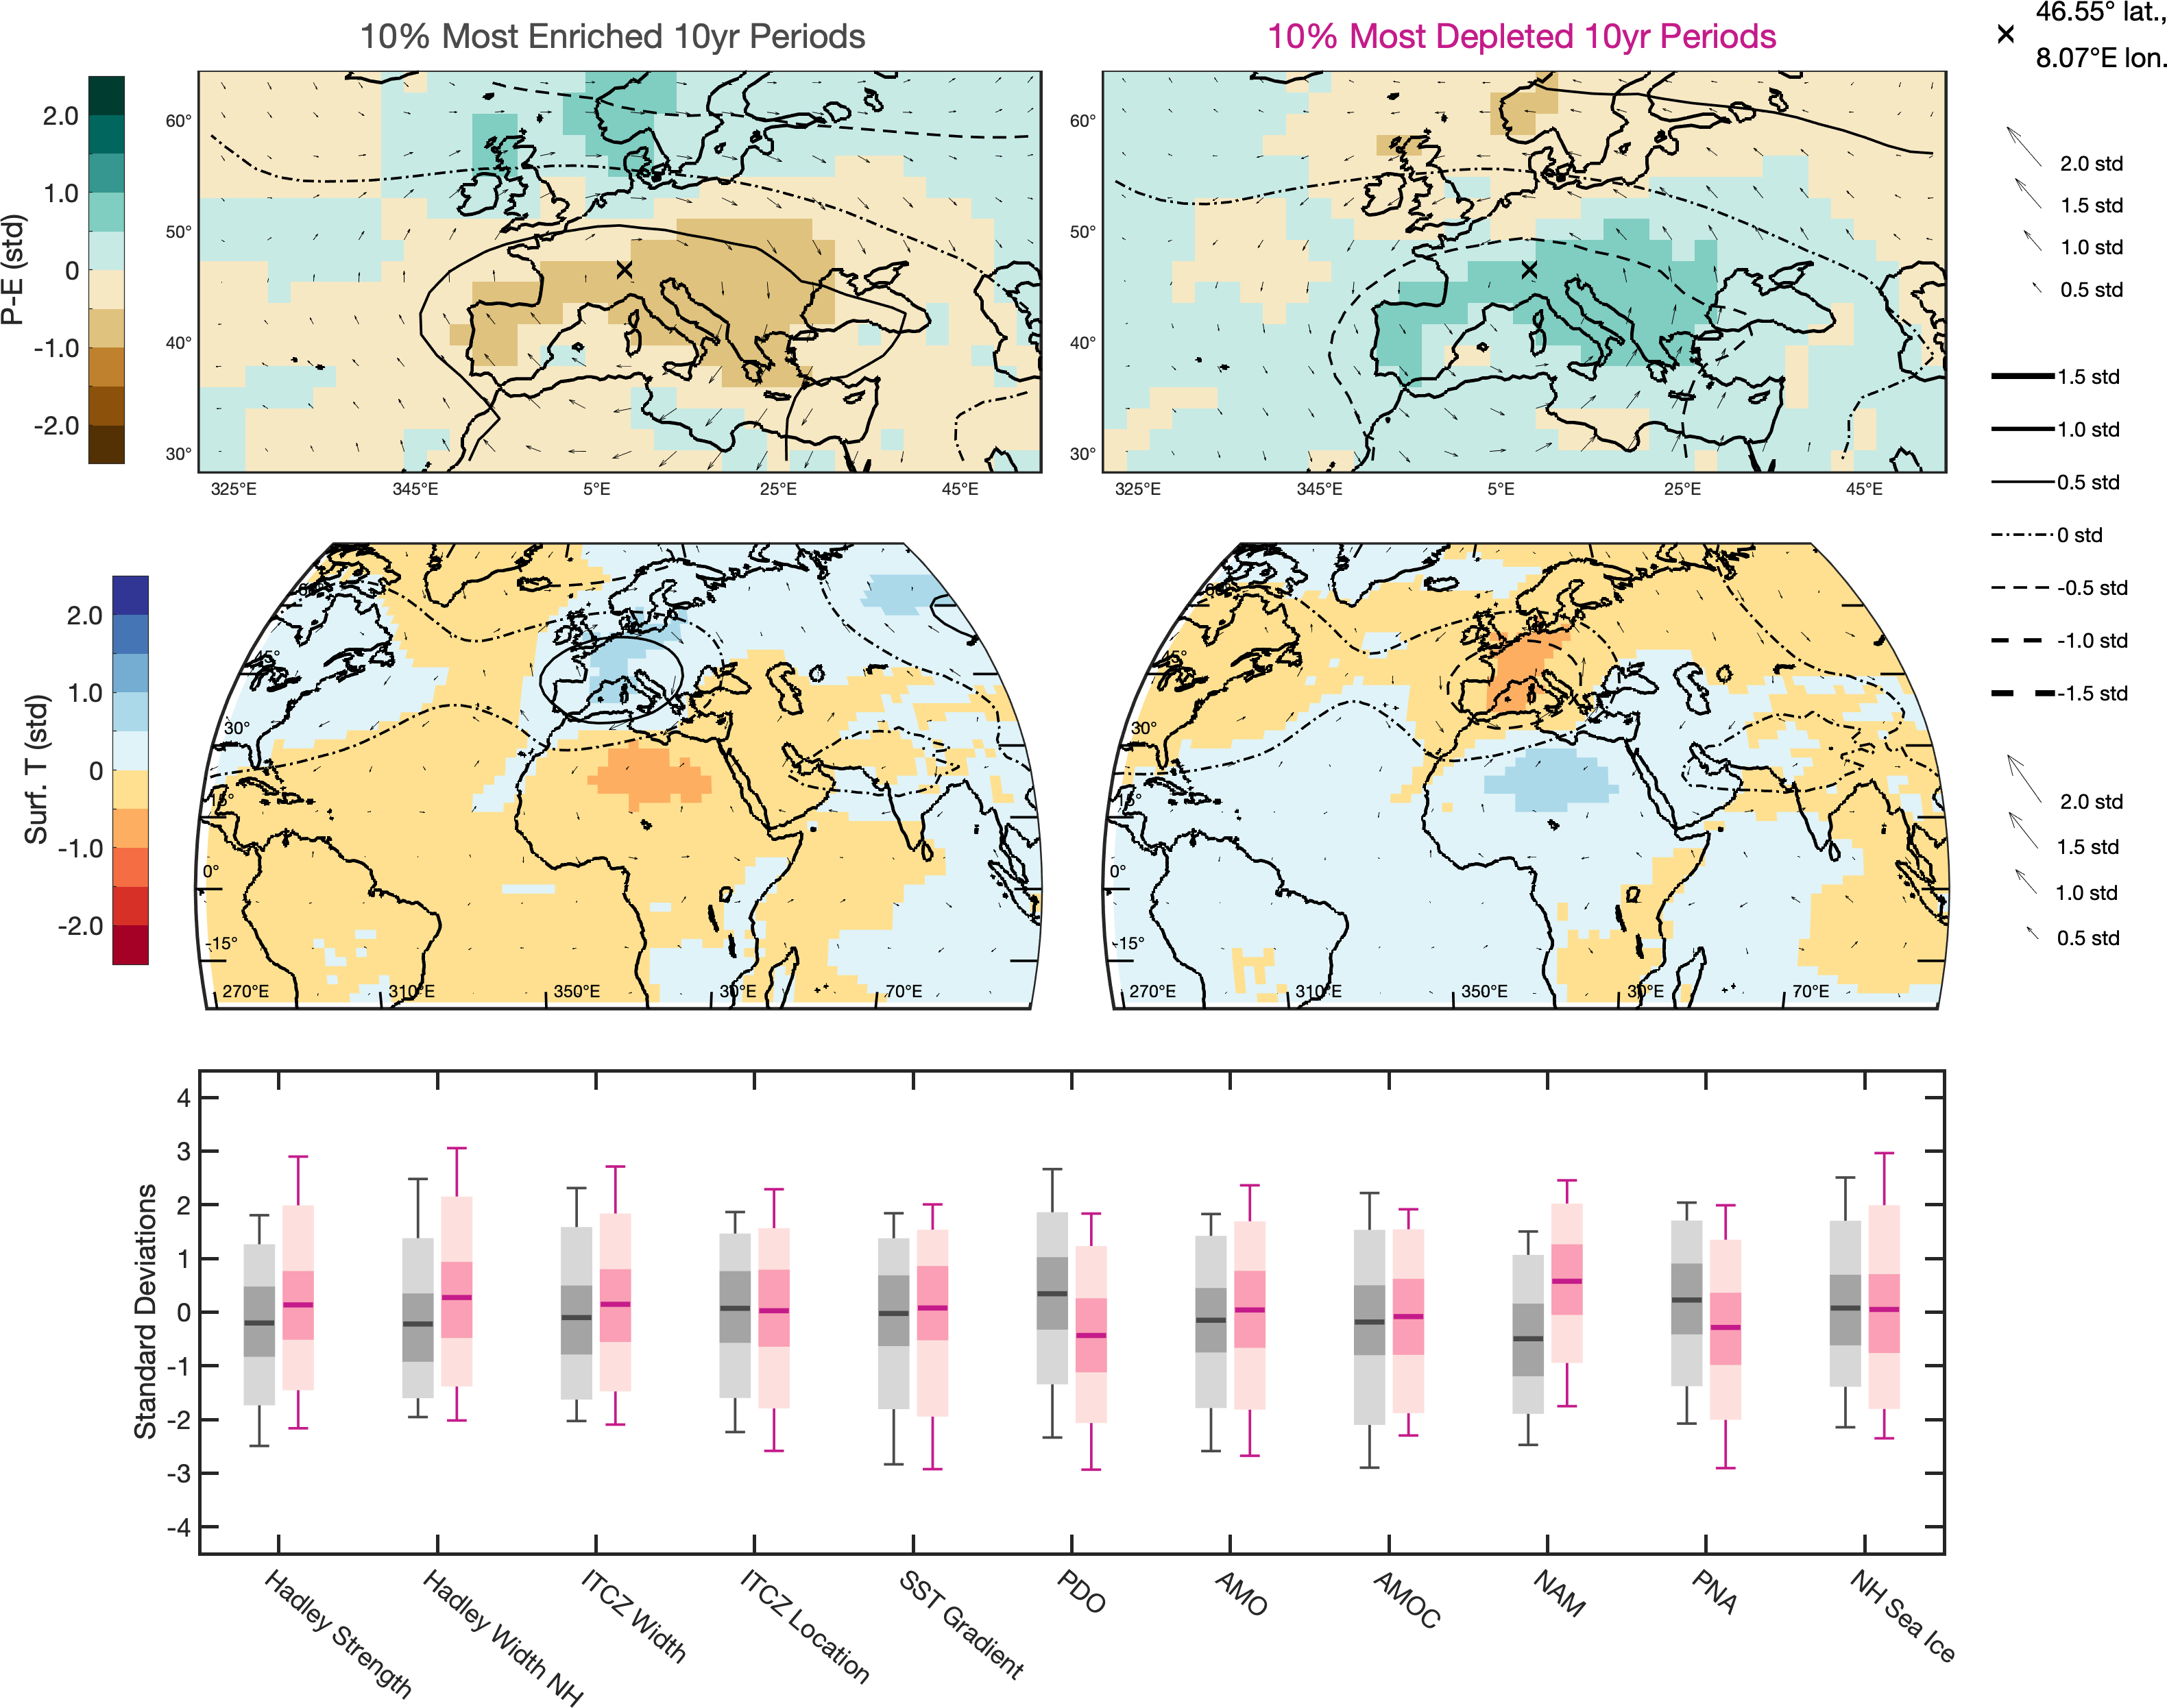 10% Most Enriched 10yr Periods
10% Most Depleted 10yr Periods
46.55° lat.,
8.07°E lon.
P-E (std)
2.0
1.0
0
-1.0
-2.0
60°
50°
40°
30°
325°E 345°E 5°E 25°E 45°E
60°
50°
40°
30°
325°E 345°E 5°E 25°E 45°E
2.0 std
1.5 std
1.0 std
0.5 std
1.5 std
1.0 std
0.5 std
0 std
-0.5 std
-1.0 std
-1.5 std
Surf. T (std)
2.0
1.0
0
-1.0
-2.0
45°
30°
15°
0°
-15°
270°E 310°E 350°E 30°E 70°E
45°
30°
15°
0°
-15°
270°E 310°E 350°E 30°E 70°E
2.0 std
1.5 std
1.0 std
0.5 std
Standard Deviations
4
3
2
1
0
-1
-2
-3
-4
Hadley Strength
Hadley Width NH
ITCZ Width
ITCZ Location
SST Gradient
PDO
AMO
AMOC
NAM
PNA
NH Sea Ice